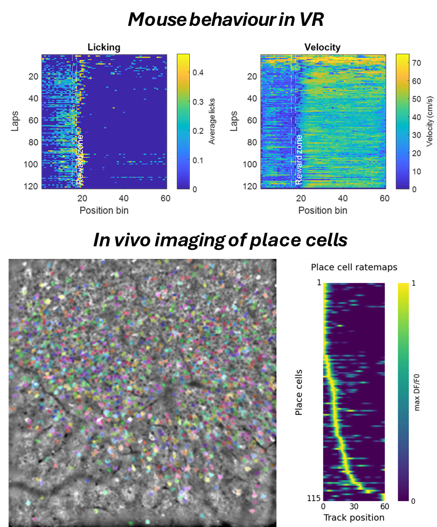 Mouse behaviour in VR
Licking
Velocity
20
40
60
80
100
120
Laps
Reward zone
20
40
60
Position bin
0.4
0.3
0.2
0.1
0
Average licks
20
40
60
80
100
120
Laps
Reward zone
20
40
60
Position bin
70
60
50
40
30
20
10
0
Velocity (cm/s)
In vivo imaging of place cells
Place cell ratemaps
1
115
Place cells
0
30
60
Track position
1
0
max DF/F0